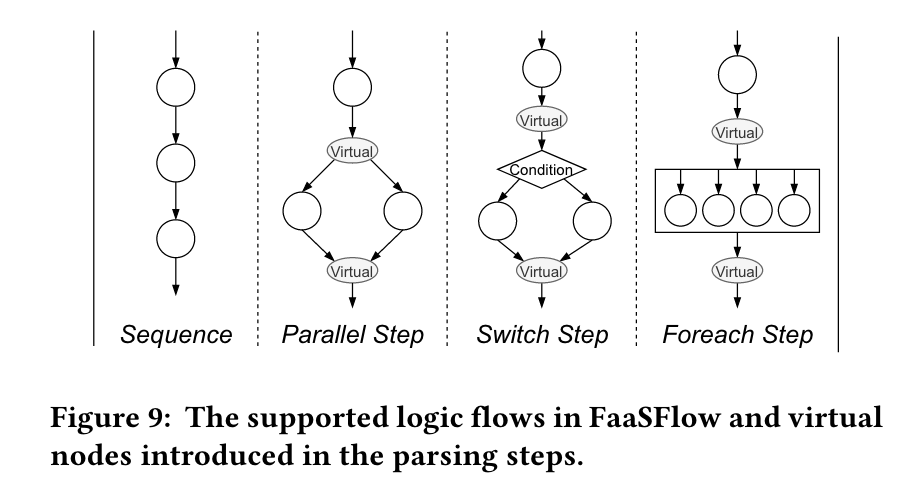 Virtual
Virtual
Virtual
Condition
Virtual
Virtual
Virtual
Sequence
Parallel Step
Switch Step
Foreach Step
Figure 9: The supported logic flows in FaaSFlow and virtual
nodes introduced in the parsing steps.